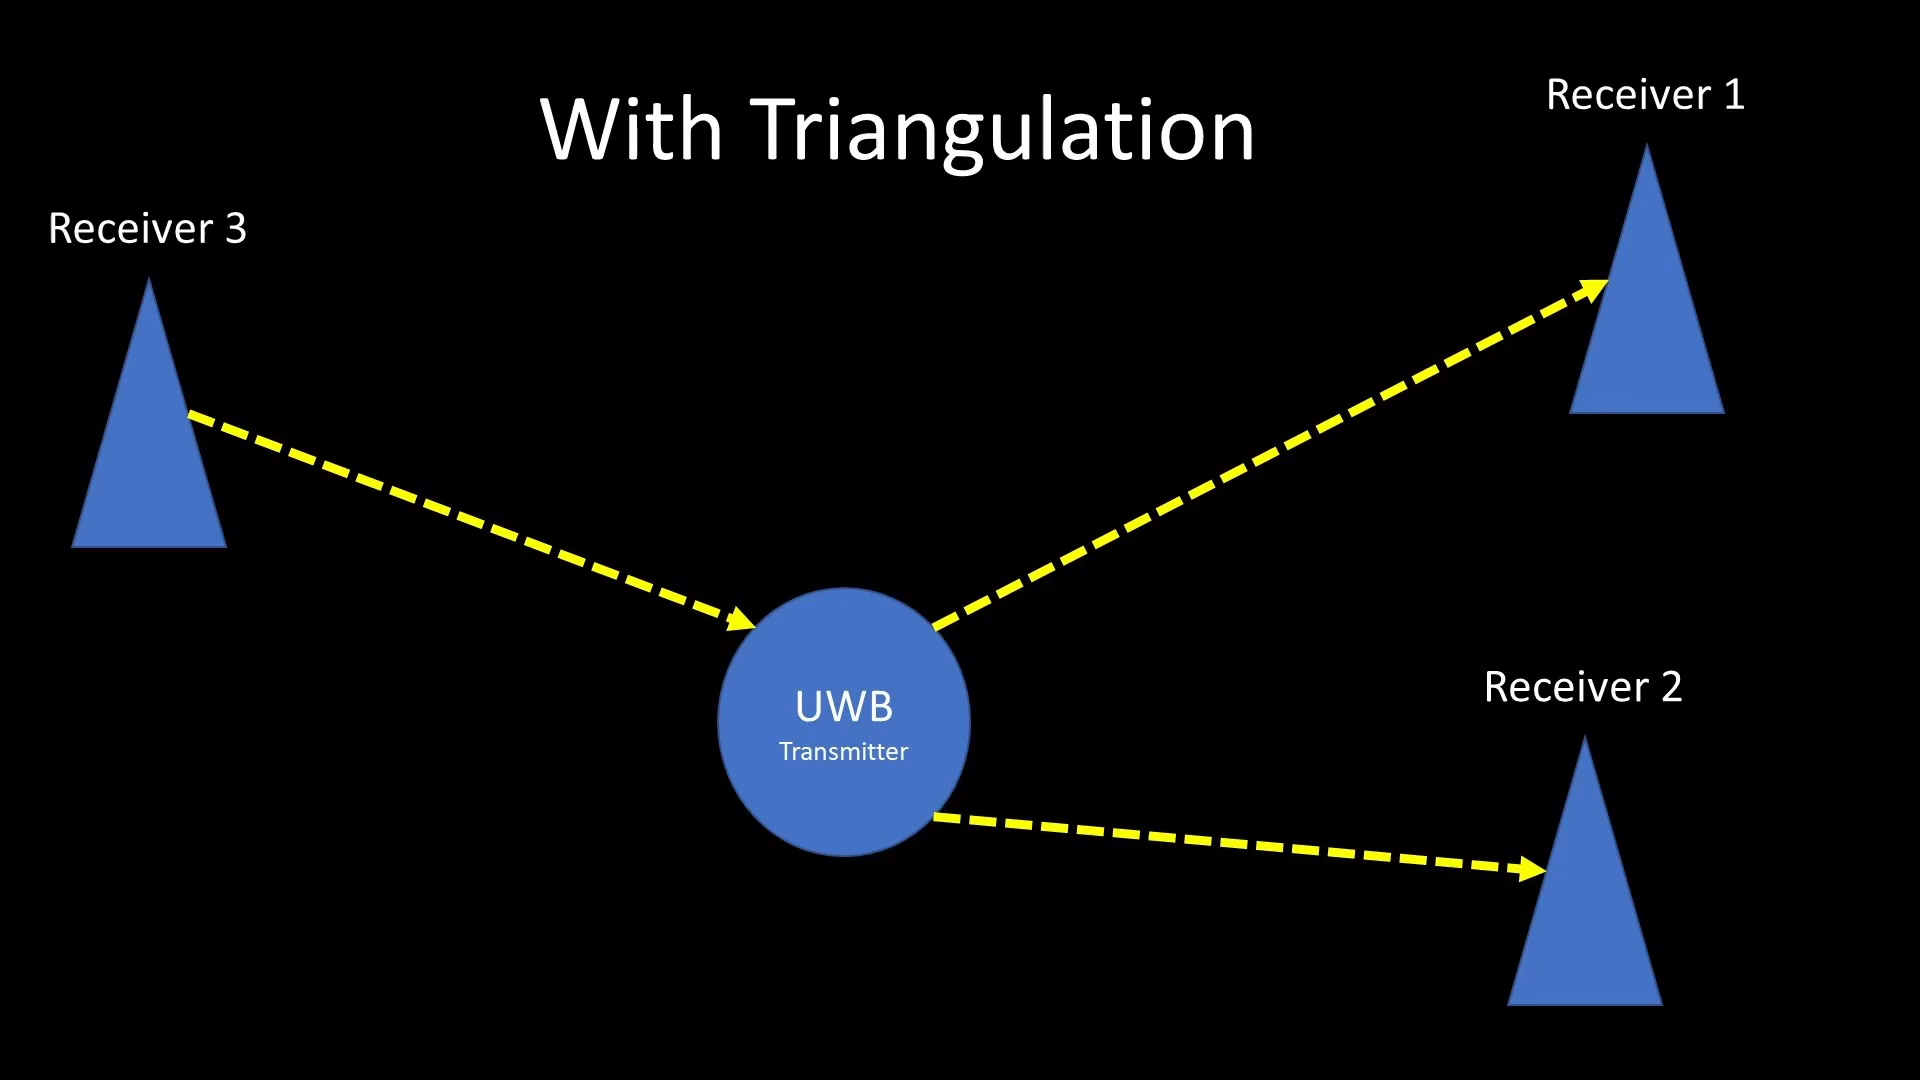 With Triangulation
Receiver 1
Receiver 3
UWB
Transmitter
Receiver 2